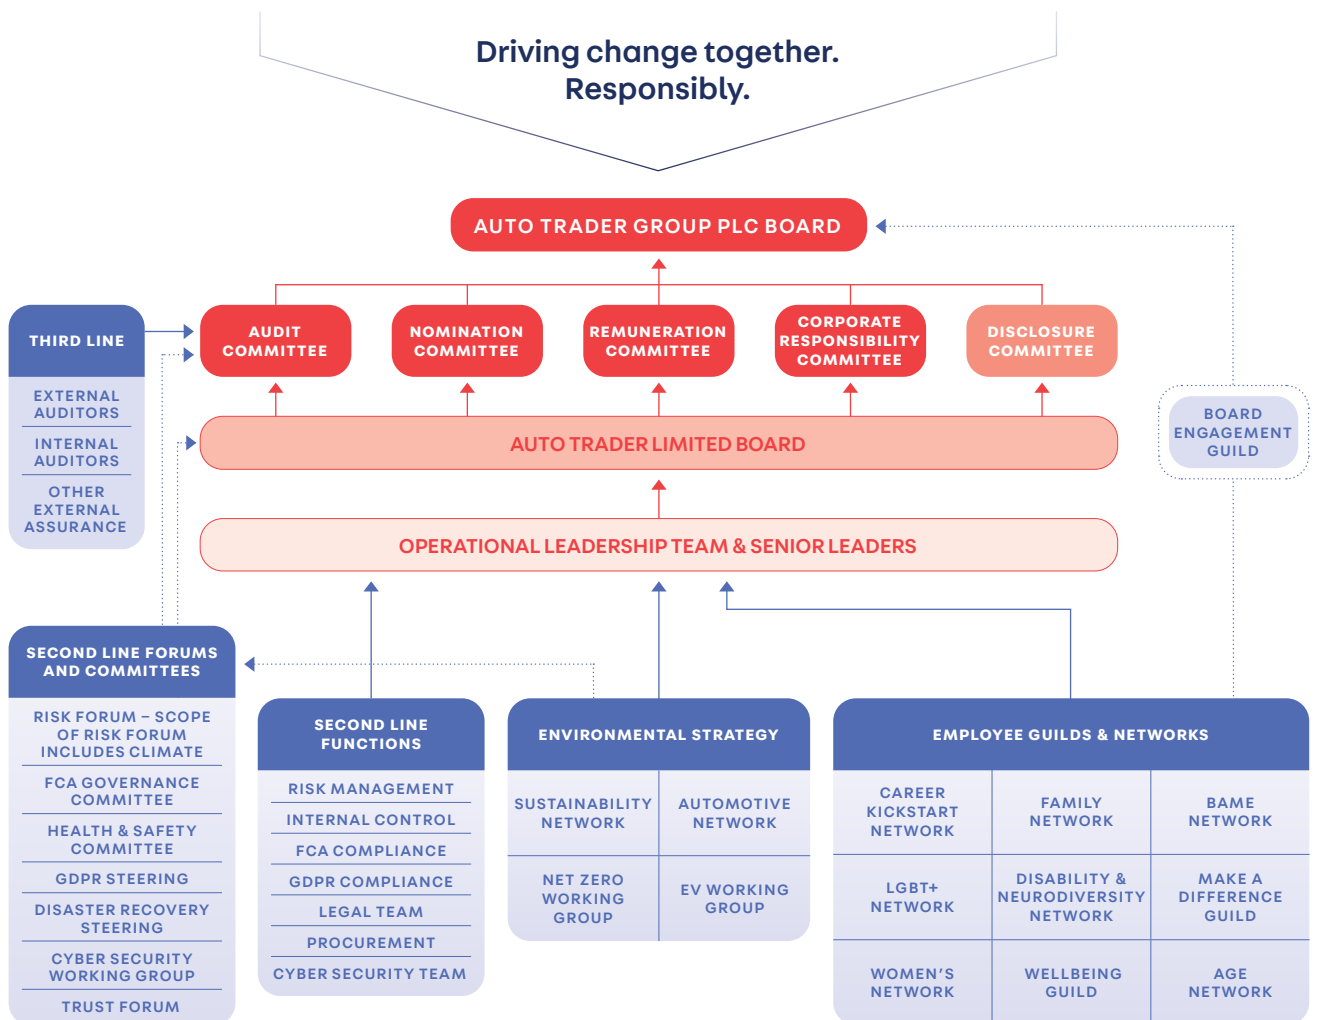 Driving change together.
Responsibly.
AUTO TRADER GROUP PLC BOARD
THIRD LINE
EXTERNAL
AUDITORS
INTERNAL
AUDITORS
OTHER
EXTERNAL
ASSURANCE
AUDIT
COMMITTEE
NOMINATION
COMMITTEE
REMUNERATION
COMMITTEE
CORPORATE
RESPONSIBILITY
COMMITTEE
DISCLOSURE
COMMITTEE
BOARD
ENGAGEMENT
GUILD
AUTO TRADER LIMITED BOARD
OPERATIONAL LEADERSHIP TEAM & SENIOR LEADERS
SECOND LINE FORUMS
AND COMMITTEES
RISK FORUM – SCOPE
OF RISK FORUM
INCLUDES CLIMATE
FCA GOVERNANCE
COMMITTEE
HEALTH & SAFETY
COMMITTEE
GDPR STEERING
DISASTER RECOVERY
STEERING
CYBER SECURITY
WORKING GROUP
TRUST FORUM
SECOND LINE
FUNCTIONS
RISK MANAGEMENT
INTERNAL CONTROL
FCA COMPLIANCE
GDPR COMPLIANCE
LEGAL TEAM
PROCUREMENT
CYBER SECURITY TEAM
ENVIRONMENTAL STRATEGY
SUSTAINABILITY
NETWORK
AUTOMOTIVE
NETWORK
NET ZERO
WORKING
GROUP
EV WORKING
GROUP
EMPLOYEE GUILDS & NETWORKS
CAREER
KICKSTART
NETWORK
FAMILY
NETWORK
BAME
NETWORK
LGBT+
NETWORK
DISABILITY &
NEURODIVERSITY
NETWORK
MAKE A
DIFFERENCE
GUILD
WOMEN'S
NETWORK
WELLBEING
GUILD
AGE
NETWORK